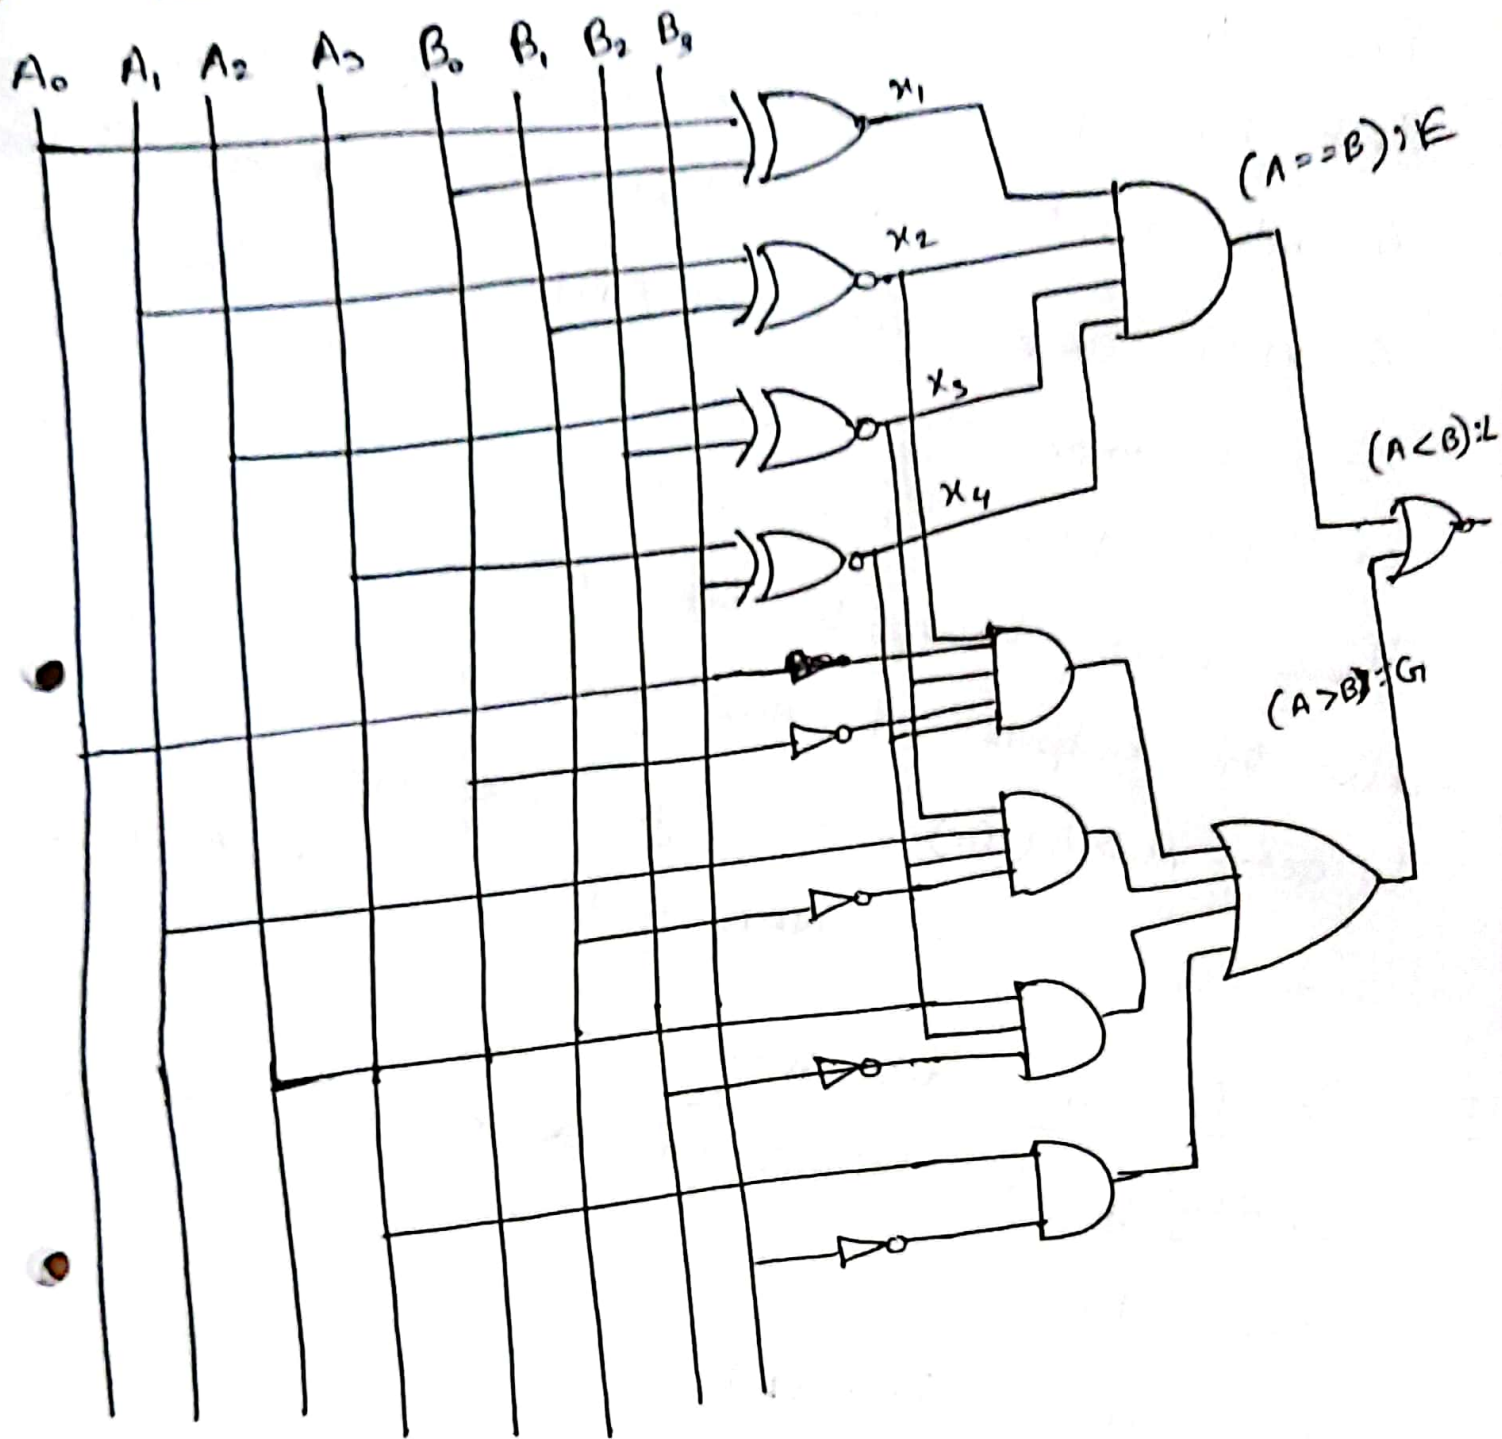 A₀ A₁ A₂ A₃ B₀ B₁ B₂ B₃
x₁
(A==B):E
x₂
x₃
(A<B):L
x₄
(A>B):G